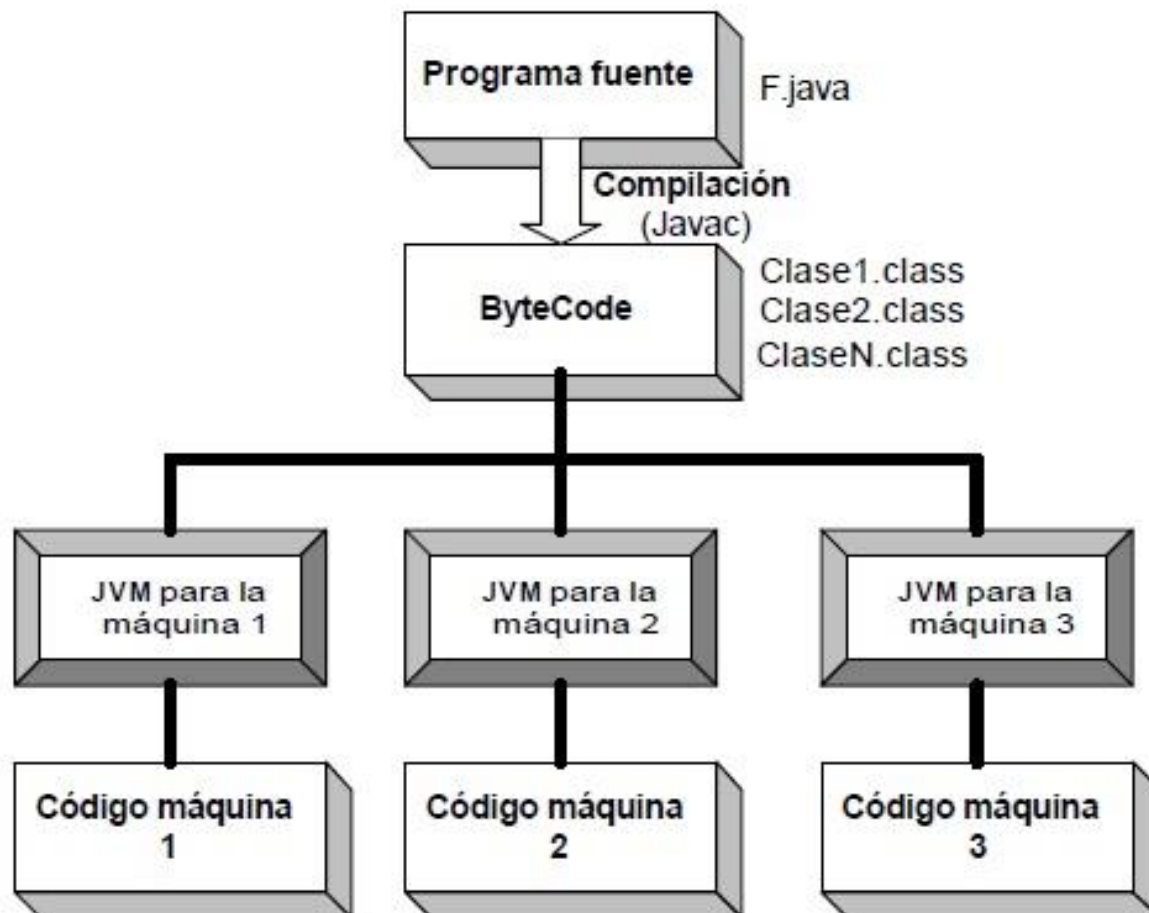 Programa fuente
F.java
Compilación
(Javac)
ByteCode
Clase1.class
Clase2.class
ClaseN.class
JVM para la
máquina 1
JVM para la
máquina 2
JVM para la
máquina 3
Código máquina
1
Código máquina
2
Código máquina
3